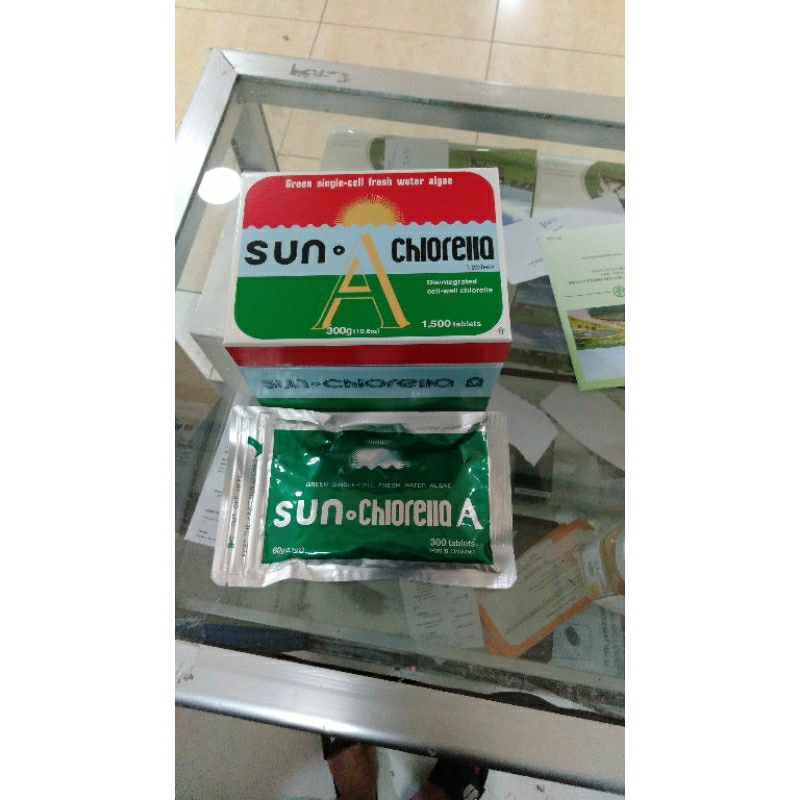 Green single-cell fresh water algae
SUN • A Chlorella
Tablets
Disintegrated
cell-wall chlorella
300g
1,500 tablets
SUN • Chlorella A
GREEN SINGLE-CELL FRESH WATER ALGAE
SUN • Chlorella A
300 tablets